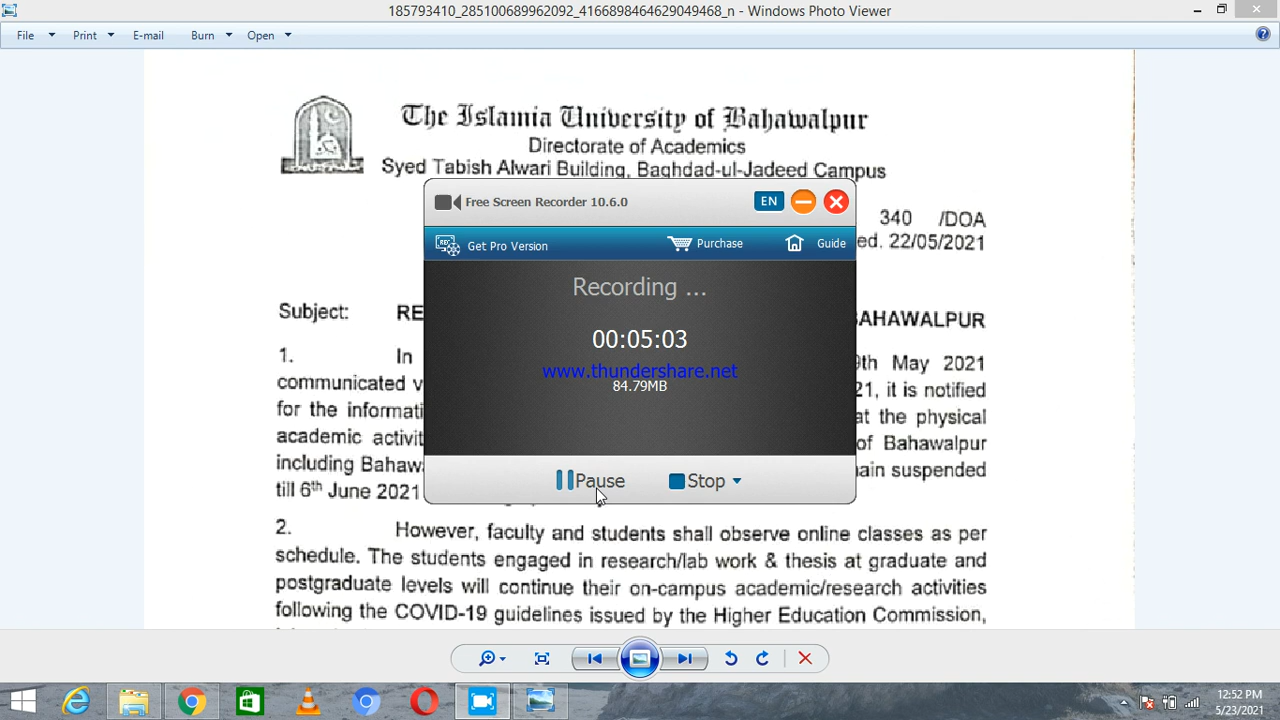 185793410_285100689962092_4166898464629049468_n - Windows Photo Viewer
File Print E-mail Burn Open
The Islamia University of Bahawalpur
Directorate of Academics
Syed Tabish Alwari Building, Baghdad-ul-Jadeed Campus
340 /DOA
ed. 22/05/2021
Free Screen Recorder 10.6.0 EN
Get Pro Version Purchase Guide
Recording ...
00:05:03
www.thundershare.net
84.79MB
Pause Stop
Subject: RE BAHAWALPUR
1. In 9th May 2021
communicated v 21, it is notified
for the informati at the physical
academic activi of Bahawalpur
including Bahaw ain suspended
till 6th June 2021
2. However, faculty and students shall observe online classes as per
schedule. The students engaged in research/lab work & thesis at graduate and
postgraduate levels will continue their on-campus academic/research activities
following the COVID-19 guidelines issued by the Higher Education Commission,
12:52 PM
5/23/2021